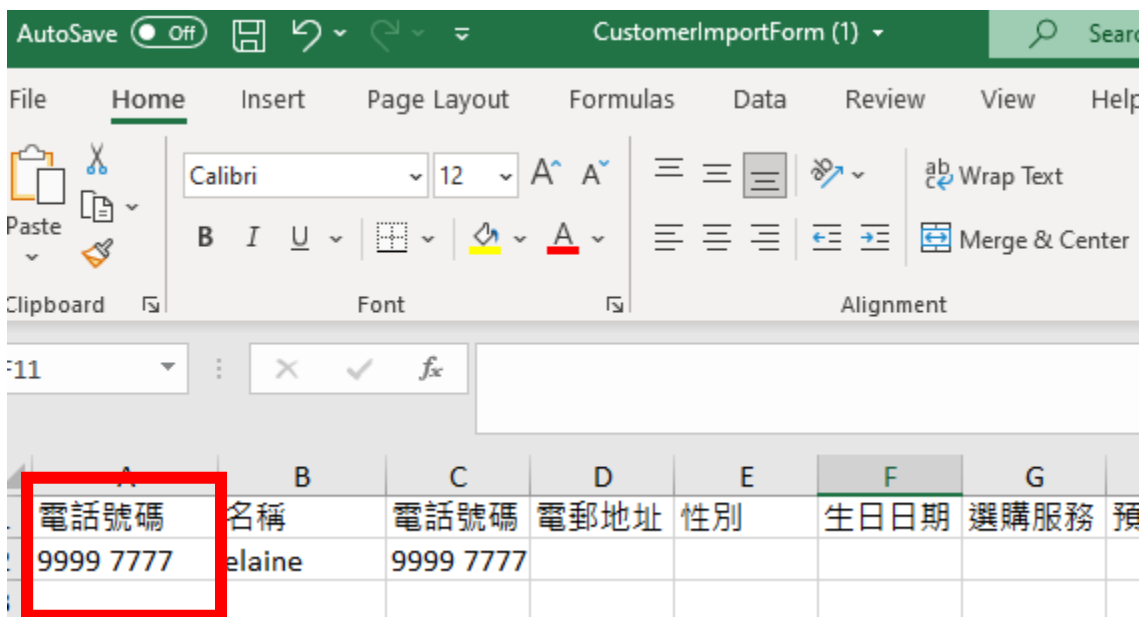 AutoSave Off CustomerImportForm (1)
File Home Insert Page Layout Formulas Data Review View Help
Calibri 12 A A ab Wrap Text
Paste B I U A Merge & Center
Clipboard Font Alignment
F11 fx
A B C D E F G
電話號碼 名稱 電話號碼 電郵地址 性別 生日日期 選購服務
9999 7777 elaine 9999 7777